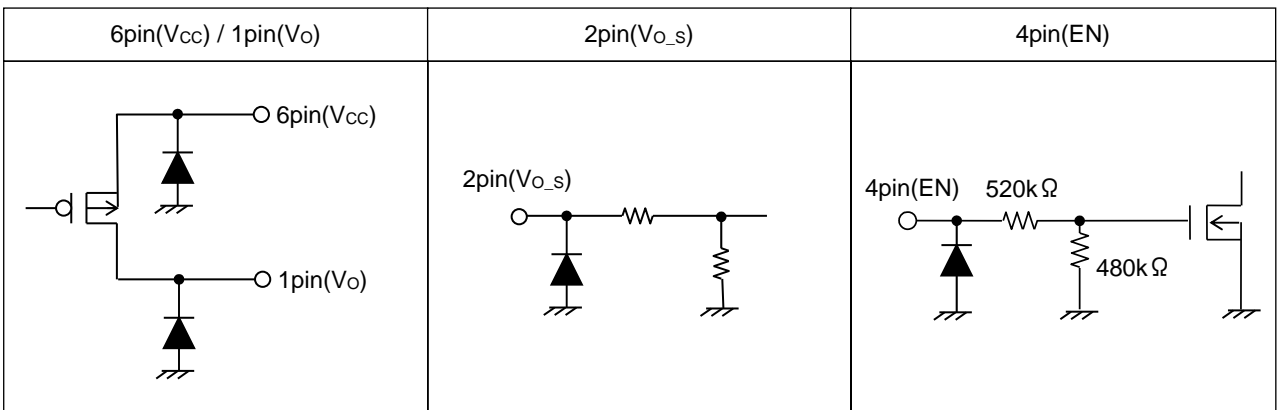 6pin(VCC) / 1pin(VO)
2pin(VO_S)
4pin(EN)
6pin(VCC)
1pin(VO)
2pin(VO_S)
4pin(EN)
520kΩ
480kΩ